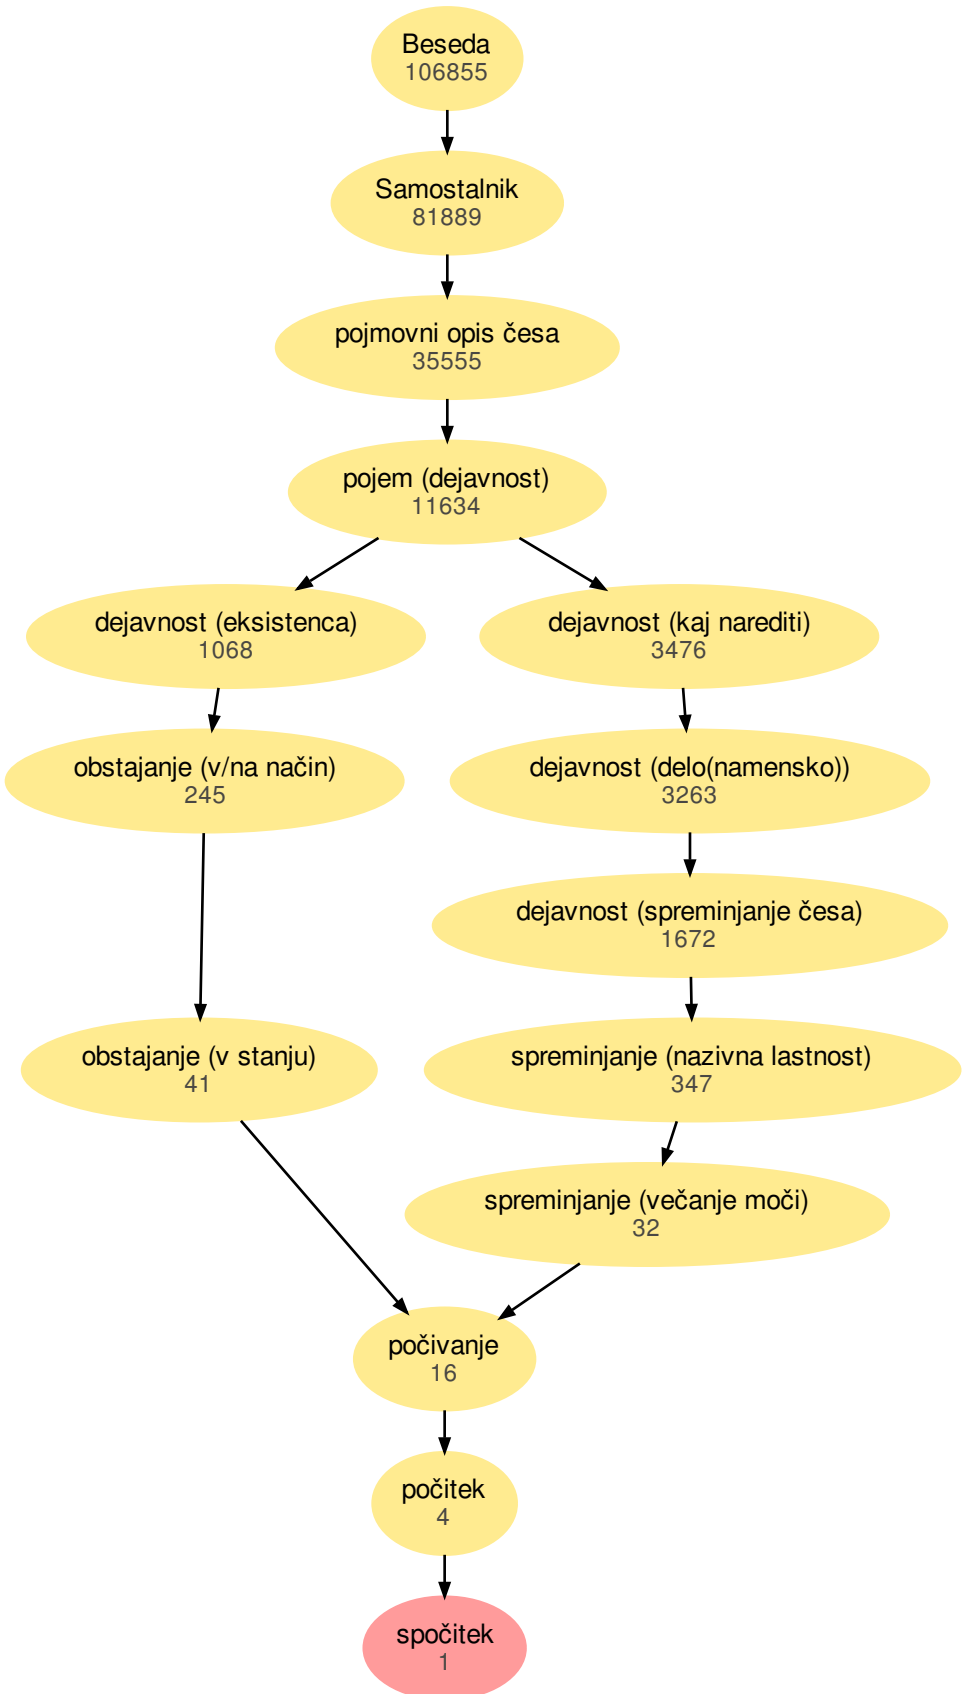 Beseda
106855
Samostalnik
81889
pojmovni opis česa
35555
pojem (dejavnost)
11634
dejavnost (eksistenca)
1068
dejavnost (kaj narediti)
3476
obstajanje (v/na način)
245
dejavnost (delo(namensko))
3263
dejavnost (spreminjanje česa)
1672
obstajanje (v stanju)
41
spreminjanje (nazivna lastnost)
347
spreminjanje (večanje moči)
32
počivanje
16
počitek
4
spočitek
1